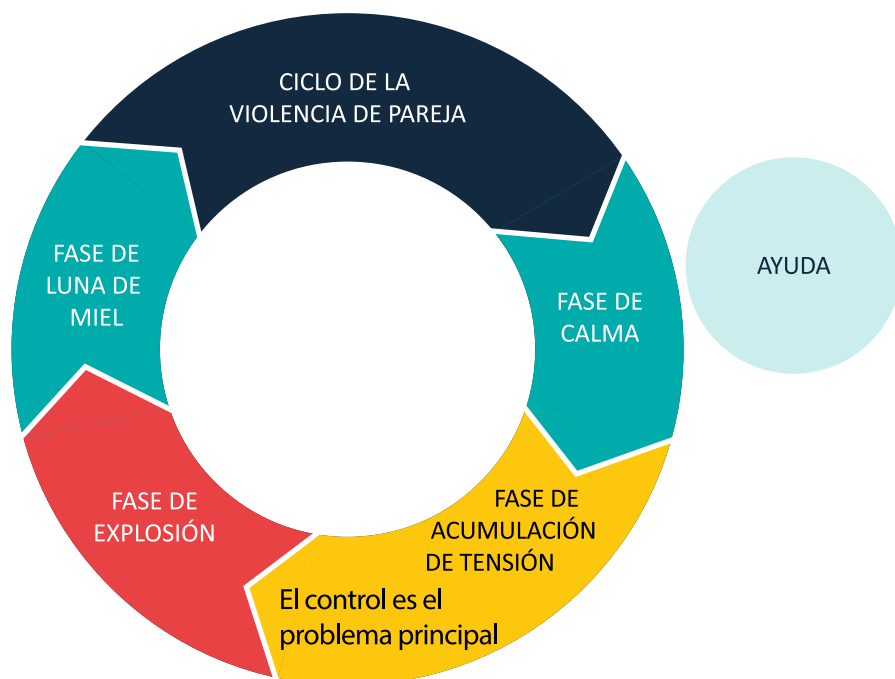 CICLO DE LA
VIOLENCIA DE PAREJA
FASE DE
CALMA
AYUDA
FASE DE
ACUMULACIÓN
DE TENSIÓN
El control es el
problema principal
FASE DE
EXPLOSIÓN
FASE DE
LUNA DE
MIEL